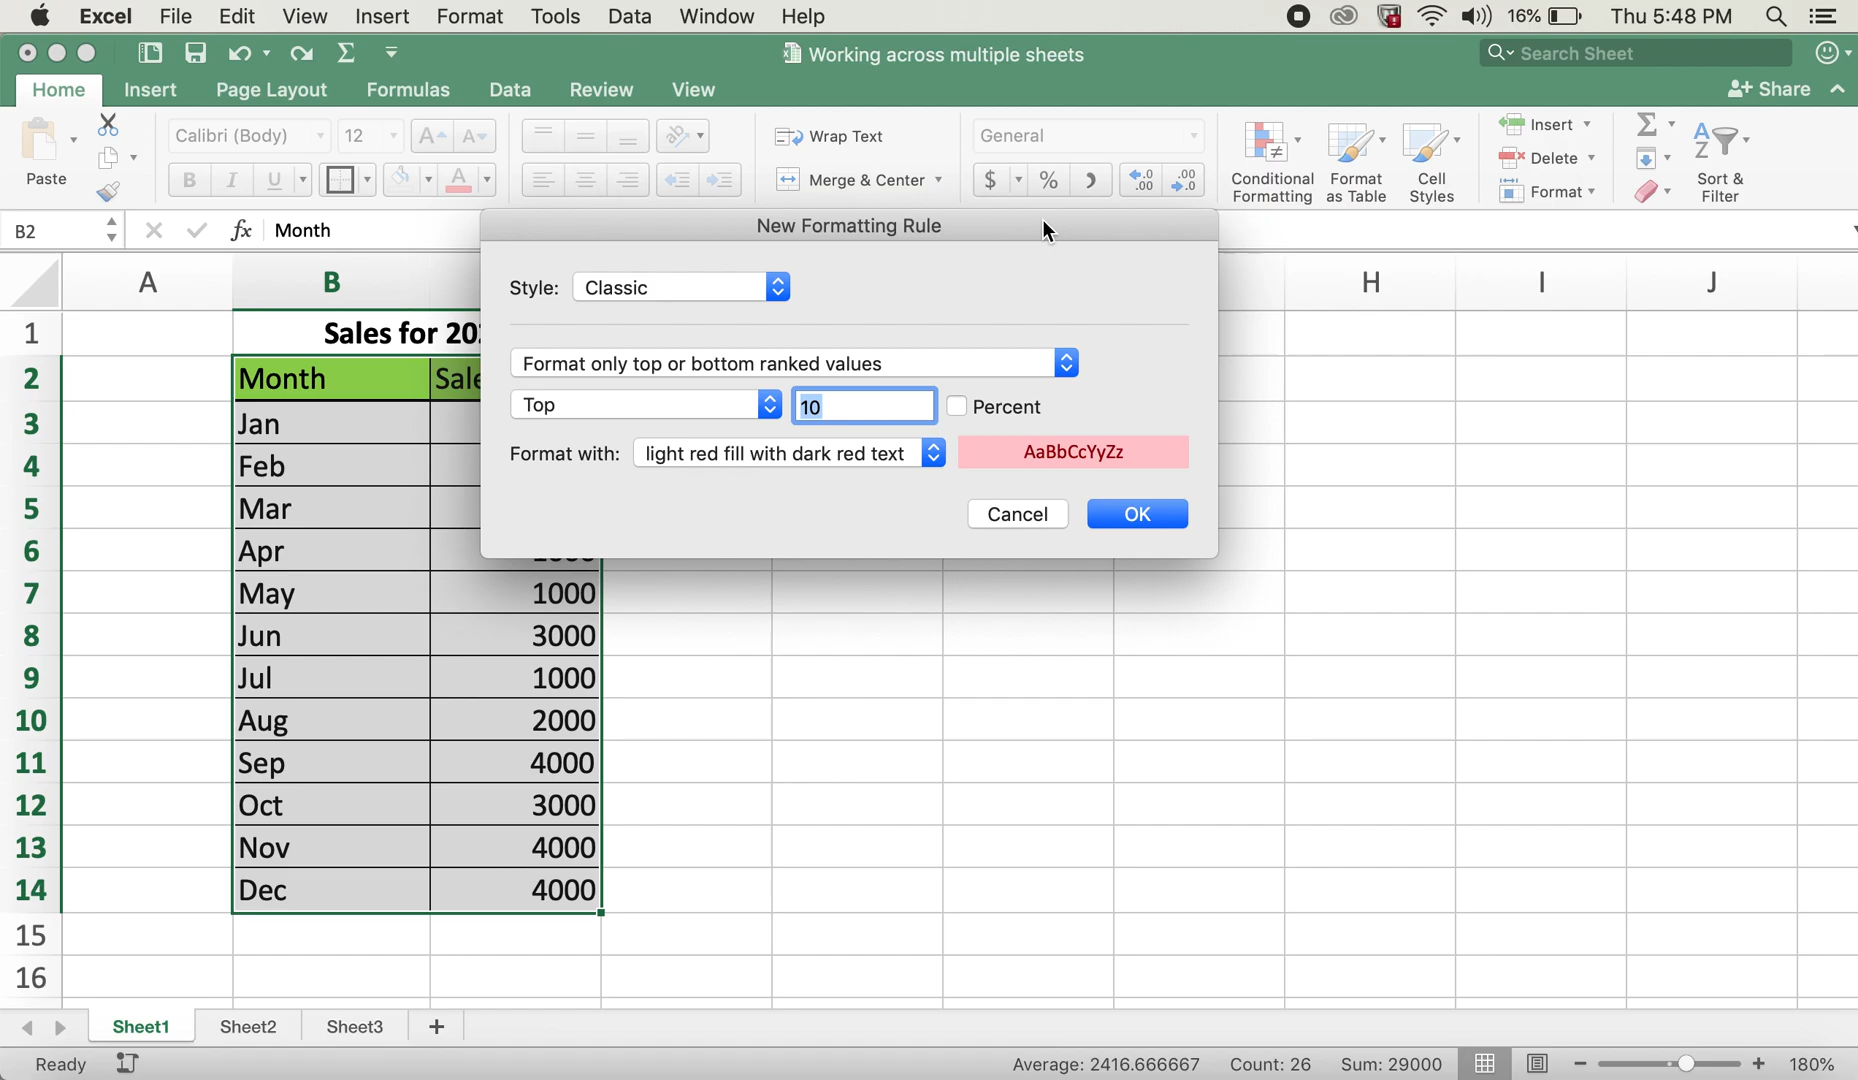 Excel File Edit View Insert Format Tools Data Window Help 16% Thu 5:48 PM
Working across multiple sheets Search Sheet
Home Insert Page Layout Formulas Data Review View Share
Paste Calibri (Body) 12 A A Wrap Text General Insert
B I U A Merge & Center $ % Conditional Formatting Format as Table Cell Styles Delete Format Sort & Filter
B2 fx Month
New Formatting Rule
Style: Classic
Format only top or bottom ranked values
Top 10 Percent
Format with: light red fill with dark red text AaBbCcYyZz
Cancel OK
A B H I J
1 Sales for
2 Month
3 Jan
4 Feb
5 Mar
6 Apr
7 May 1000
8 Jun 3000
9 Jul 1000
10 Aug 2000
11 Sep 4000
12 Oct 3000
13 Nov 4000
14 Dec 4000
15
16
Sheet1 Sheet2 Sheet3 +
Ready Average: 2416.666667 Count: 26 Sum: 29000 180%